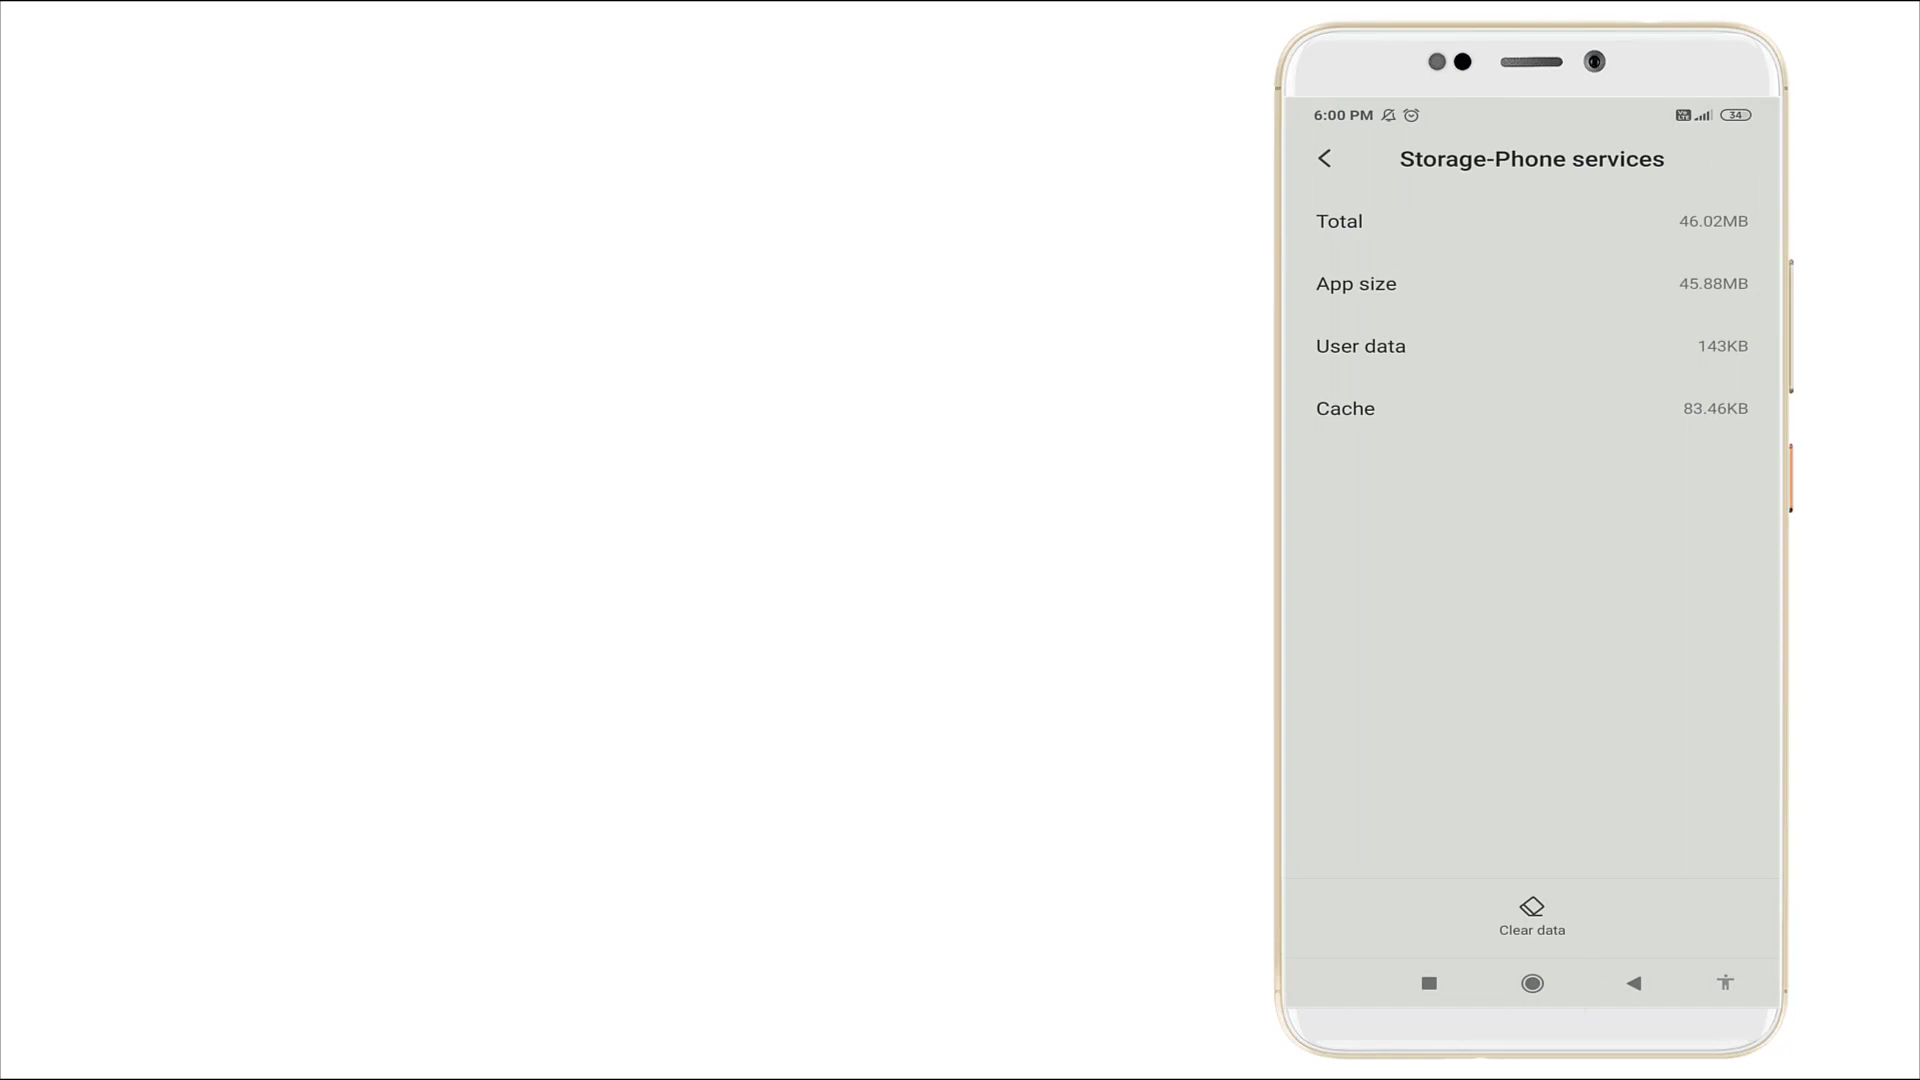 6:00 PM 34
Storage-Phone services
Total 46.02MB
App size 45.88MB
User data 143KB
Cache 83.46KB
Clear data